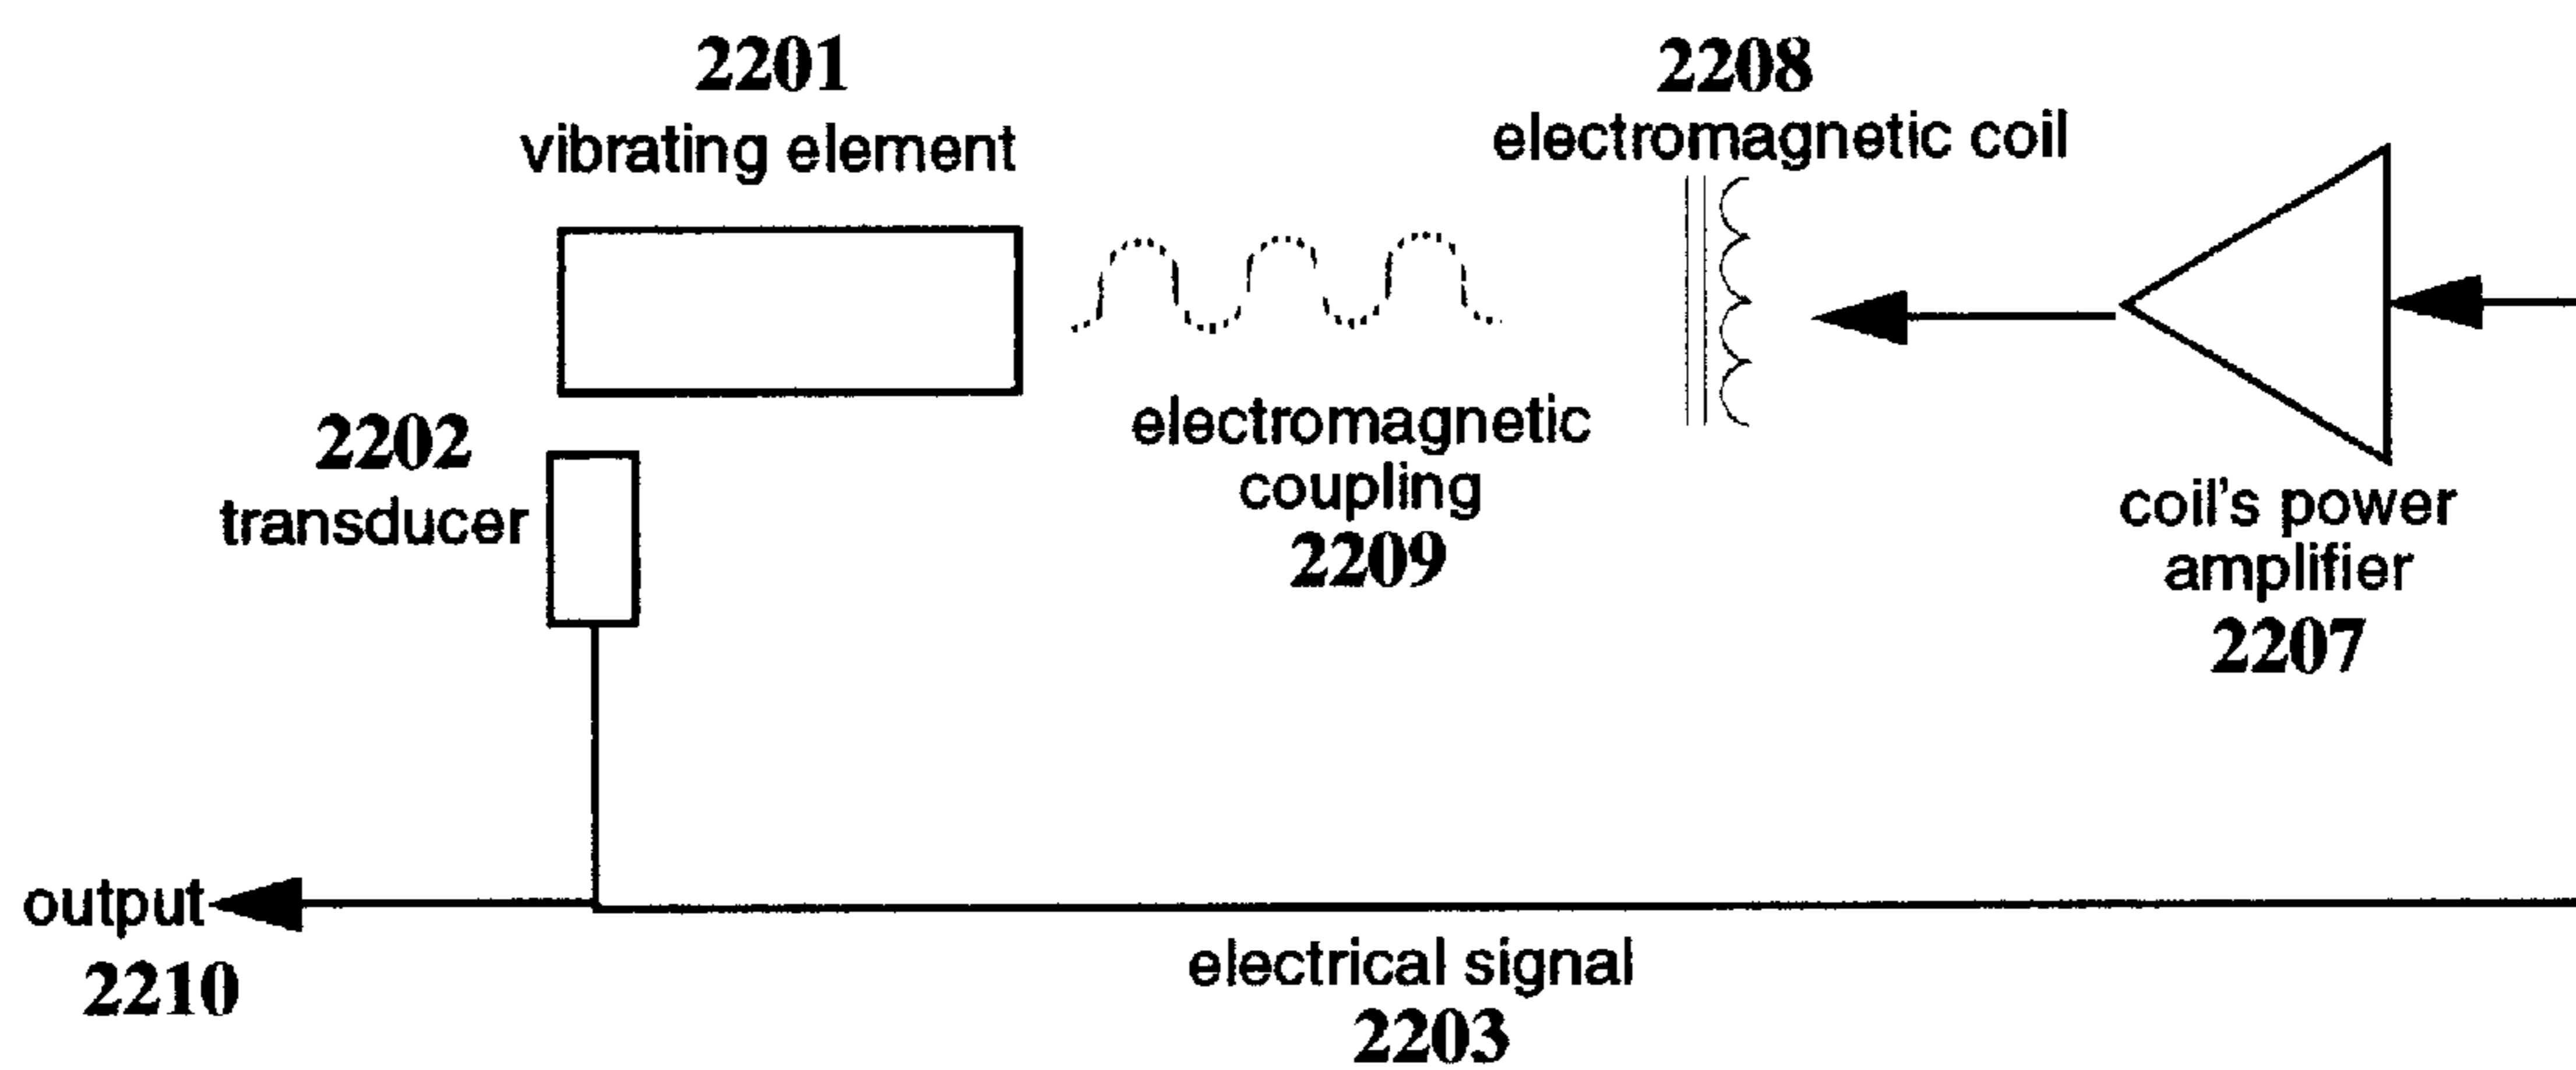 2201
vibrating element
2208
electromagnetic coil
2202
transducer
electromagnetic
coupling
2209
coil's power
amplifier
2207
output
2210
electrical signal
2203